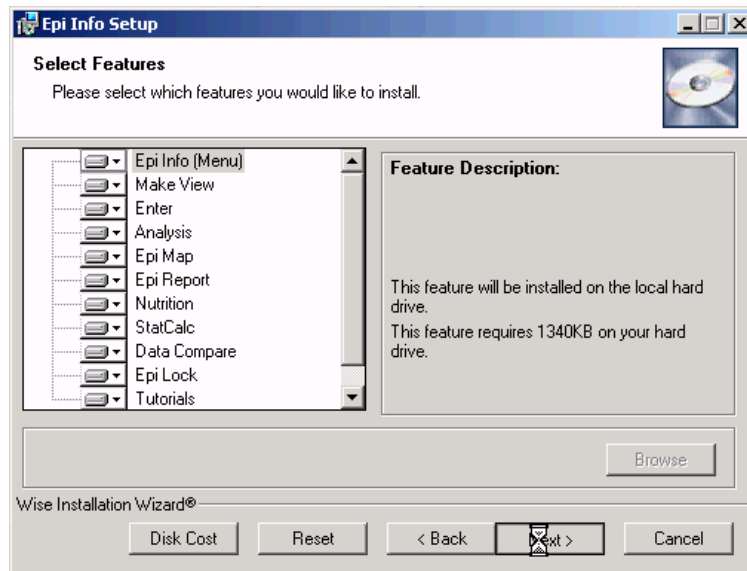 Epi Info Setup
Select Features
Please select which features you would like to install.
Epi Info (Menu)
Make View
Enter
Analysis
Epi Map
Epi Report
Nutrition
StatCalc
Data Compare
Epi Lock
Tutorials
Feature Description:
This feature will be installed on the local hard
drive.
This feature requires 1340KB on your hard
drive.
Browse
Wise Installation Wizard®
Disk Cost
Reset
< Back
Next >
Cancel